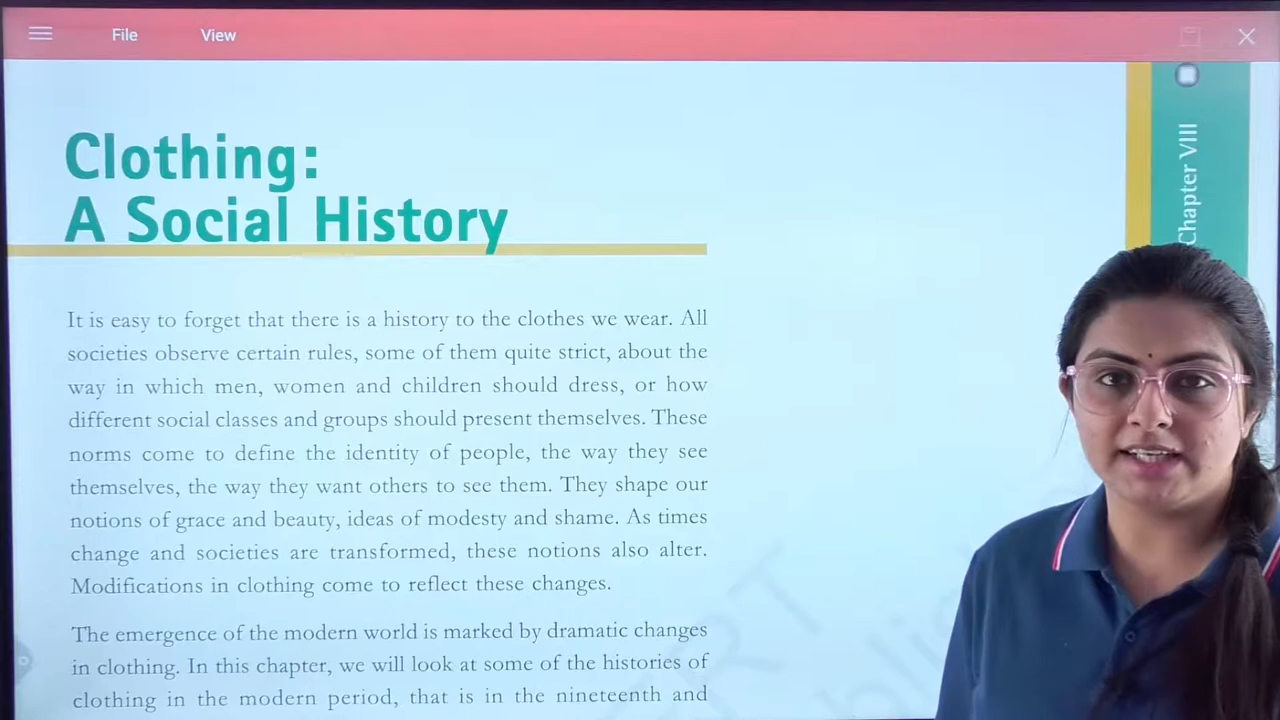 File
View
Chapter VIII
Clothing:
A Social History
It is easy to forget that there is a history to the clothes we wear. All
societies observe certain rules, some of them quite strict, about the
way in which men, women and children should dress, or how
different social classes and groups should present themselves. These
norms come to define the identity of people, the way they see
themselves, the way they want others to see them. They shape our
notions of grace and beauty, ideas of modesty and shame. As times
change and societies are transformed, these notions also alter.
Modifications in clothing come to reflect these changes.
The emergence of the modern world is marked by dramatic changes
in clothing. In this chapter, we will look at some of the histories of
clothing in the modern period, that is in the nineteenth and